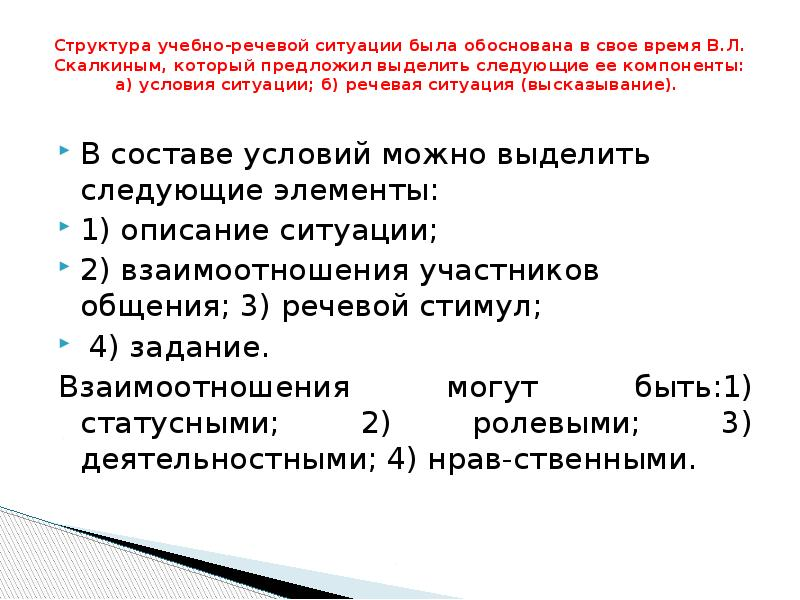 Структура учебно-речевой ситуации была обоснована в свое время В.Л.
Скалкиным, который предложил выделить следующие ее компоненты:
а) условия ситуации; б) речевая ситуация (высказывание).
В составе условий можно выделить
следующие элементы:
1) описание ситуации;
2) взаимоотношения участников
общения; 3) речевой стимул;
4) задание.
Взаимоотношения могут быть:1)
статусными; 2) ролевыми; 3)
деятельностными; 4) нрав-ственными.